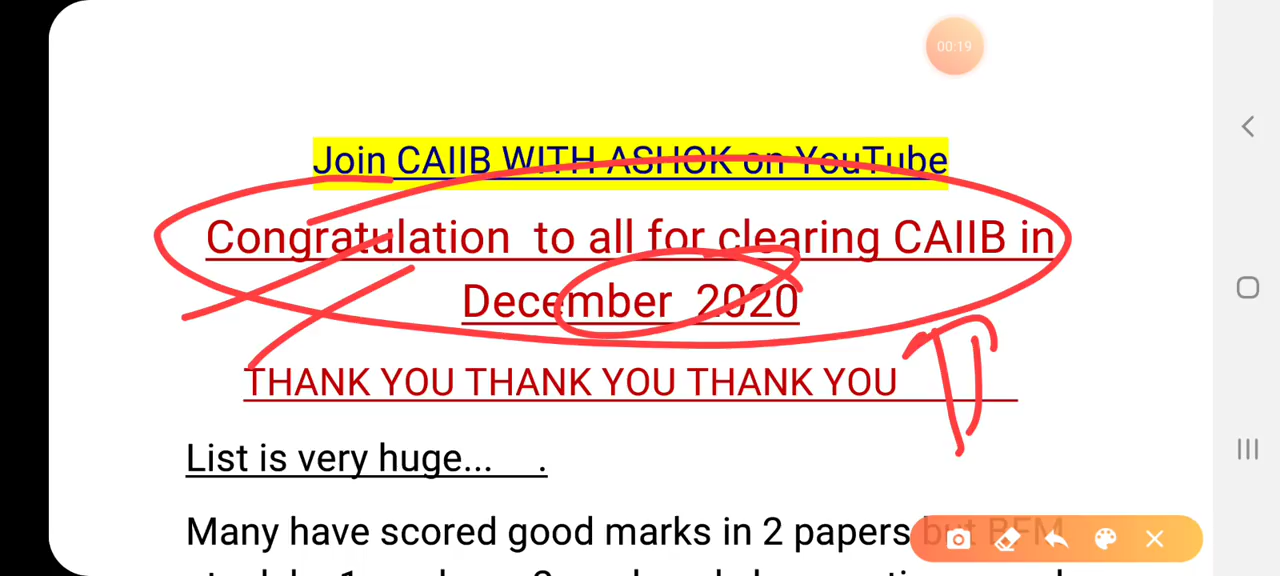 00:19
Join CAIIB WITH ASHOK on YouTube
Congratulation to all for clearing CAIIB in
December 2020
THANK YOU THANK YOU THANK YOU
List is very huge... .
Many have scored good marks in 2 papers but BFM